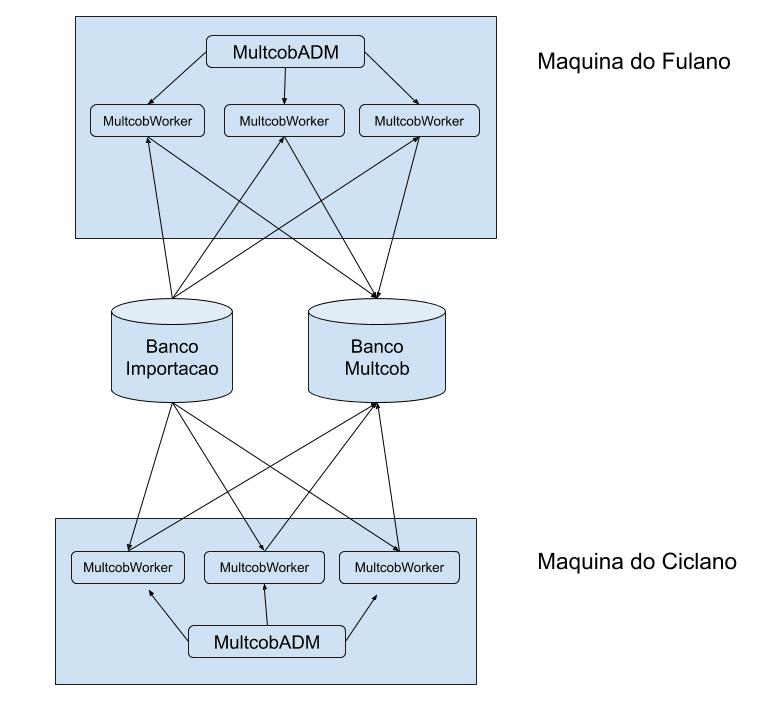 MultcobADM
Maquina do Fulano
MultcobWorker
MultcobWorker
MultcobWorker
Banco
Importacao
Banco
Multcob
MultcobWorker
MultcobWorker
MultcobWorker
Maquina do Ciclano
MultcobADM